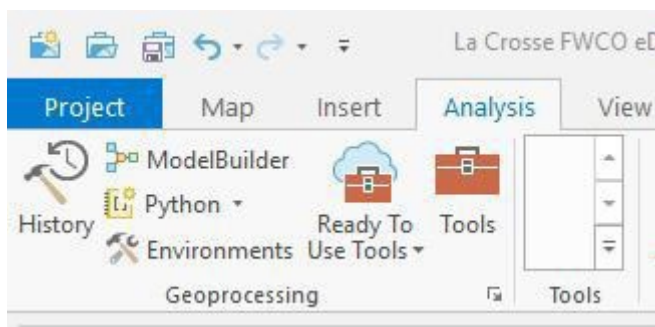 La Crosse FWCO eD
Project Map Insert Analysis View
ModelBuilder
Python
History Ready To Use Tools Tools
Environments
Geoprocessing Tools